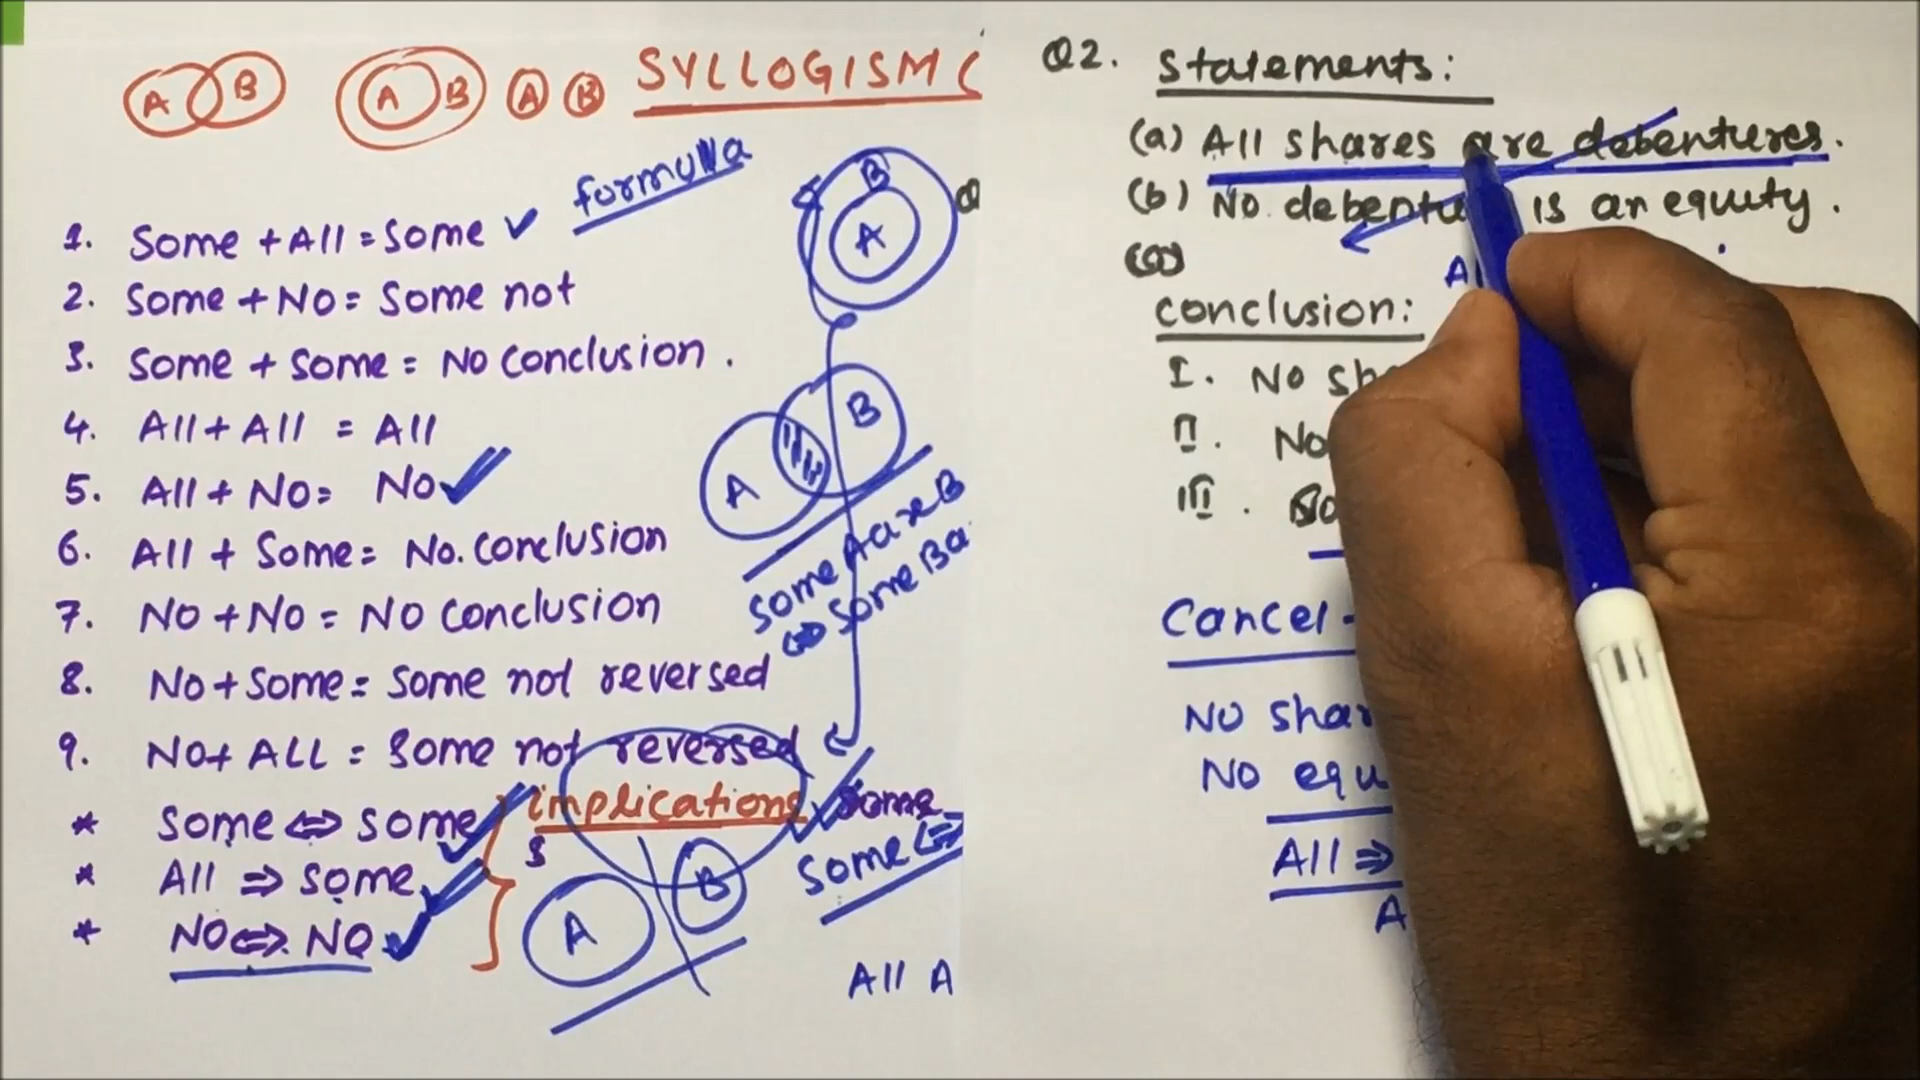 A B A B A B SYLLOGISM (
formulla
1. Some + All = Some
2. Some + NO = Some not
3. Some + Some = NO conclusion.
4. All + All = All
5. All + NO = NO
6. All + Some = No. conclusion
7. NO + NO = NO conclusion
8. NO + Some = Some not reversed
9. NO + ALL = Some not reversed
* Some ⇔ some
* All ⇒ some
* NO ⇔ NO
implications
B
A
Q
B
A
Some A are B
⇔ Some Ba
Some
Some ⇔
S
A B
All A
Q2. Statements:
(a) All shares are debentures.
(b) NO debentu is an equity.
A
conclusion:
I. NO sh
II. No
III.
Cancel -
NO shar
NO equ
All ⇒
A